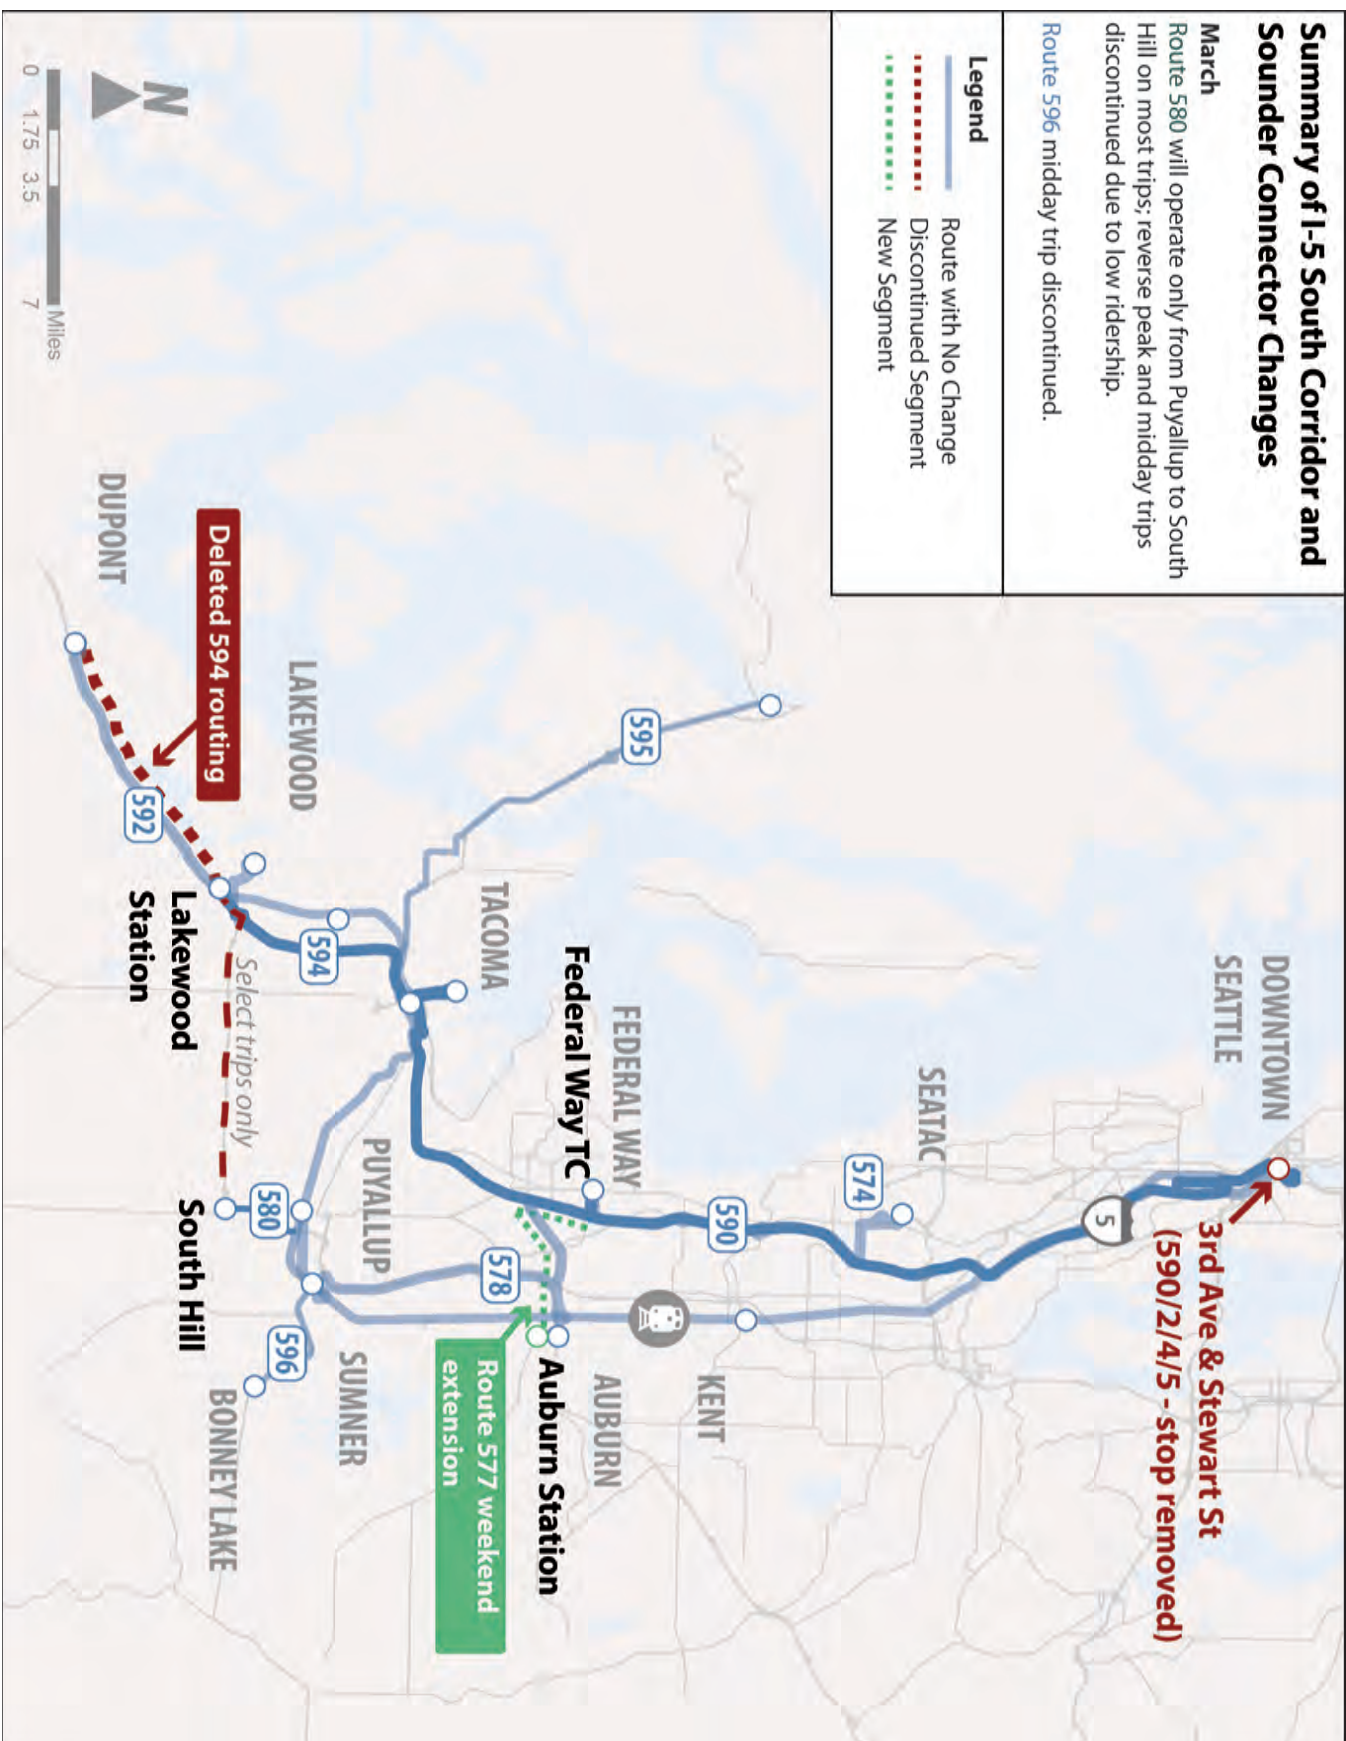 Summary of I-5 South Corridor and
Sounder Connector Changes
March
Route 580 will operate only from Puyallup to South
Hill on most trips; reverse peak and midday trips
discontinued due to low ridership.
Route 596 midday trip discontinued.
Legend
Route with No Change
Discontinued Segment
New Segment
DOWNTOWN
SEATTLE
3rd Ave & Stewart St
(590/2/4/5 - stop removed)
5
SEATAC
574
590
KENT
FEDERAL WAY
Federal Way TC
AUBURN
Auburn Station
Route 577 weekend
extension
578
595
TACOMA
PUYALLUP
SUMNER
594
LAKEWOOD
580
596
Select trips only
BONNEY LAKE
Deleted 594 routing
Lakewood
Station
South Hill
592
DUPONT
N
0 1.75 3.5 7
Miles